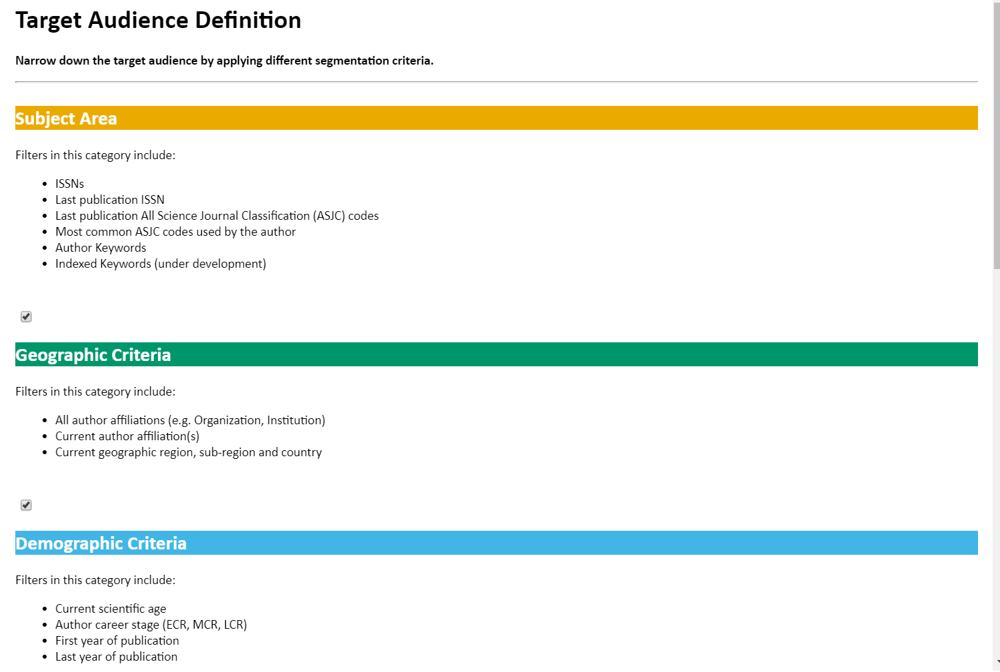 Target Audience Definition
Narrow down the target audience by applying different segmentation criteria.
Subject Area
Filters in this category include:
• ISSNs
• Last publication ISSN
• Last publication All Science Journal Classification (ASJC) codes
• Most common ASJC codes used by the author
• Author Keywords
• Indexed Keywords (under development)
Geographic Criteria
Filters in this category include:
• All author affiliations (e.g. Organization, Institution)
• Current author affiliation(s)
• Current geographic region, sub-region and country
Demographic Criteria
Filters in this category include:
• Current scientific age
• Author career stage (ECR, MCR, LCR)
• First year of publication
• Last year of publication